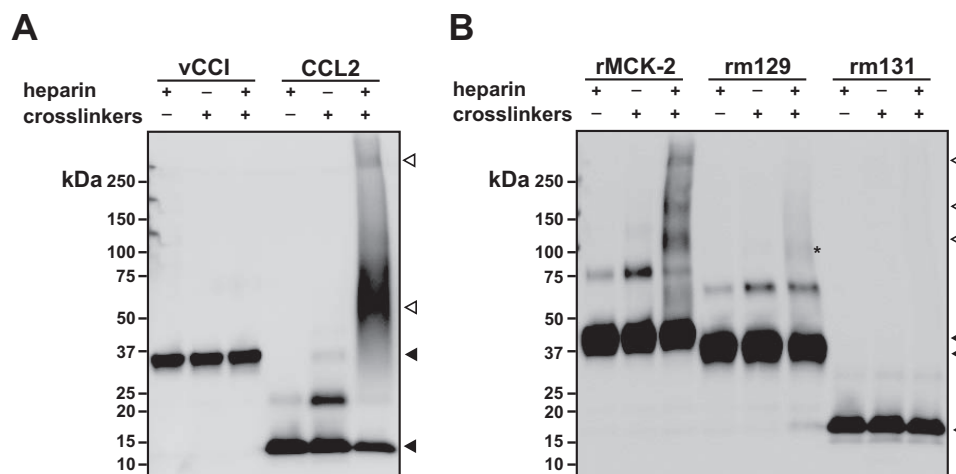 A
vCCI CCL2
heparin + – + + – +
crosslinkers – + + – + +
kDa
250
150
100
75
50
37
25
20
15
10
B
rMCK-2 rm129 rm131
heparin + – + + – + + – +
crosslinkers – + + – + + – + +
kDa
250
150
100
75
50
37
25
20
15
10
*